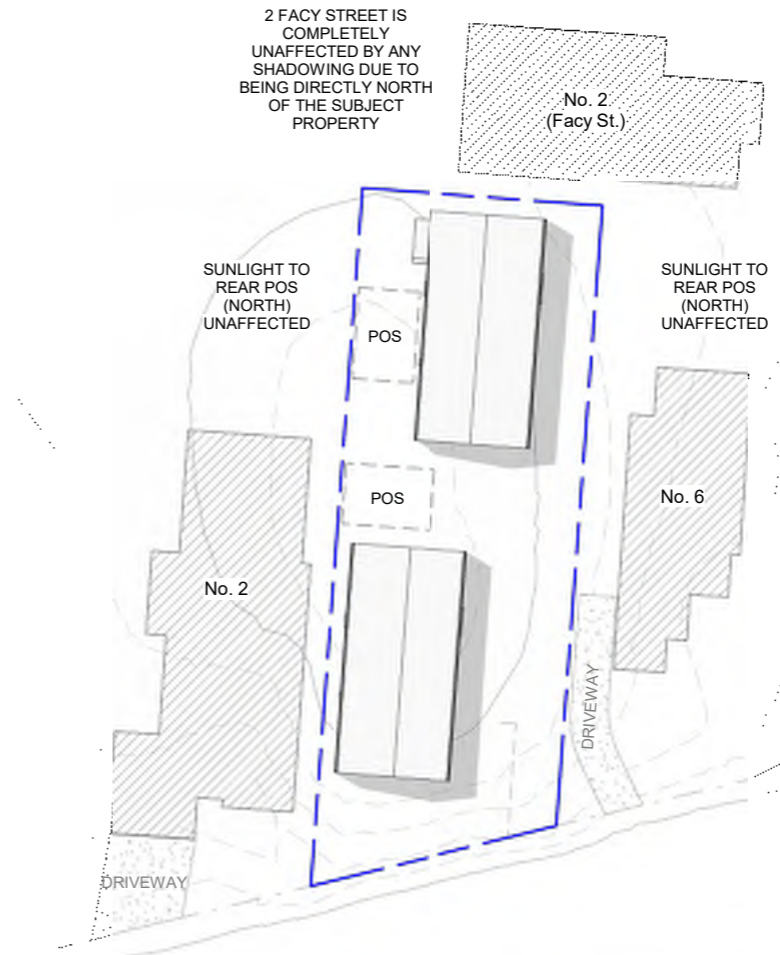 2 FACY STREET IS
COMPLETELY
UNAFFECTED BY ANY
SHADOWING DUE TO
BEING DIRECTLY NORTH
OF THE SUBJECT
PROPERTY
No. 2
(Facy St.)
SUNLIGHT TO
REAR POS
(NORTH)
UNAFFECTED
SUNLIGHT TO
REAR POS
(NORTH)
UNAFFECTED
POS
POS
No. 6
No. 2
DRIVEWAY
DRIVEWAY